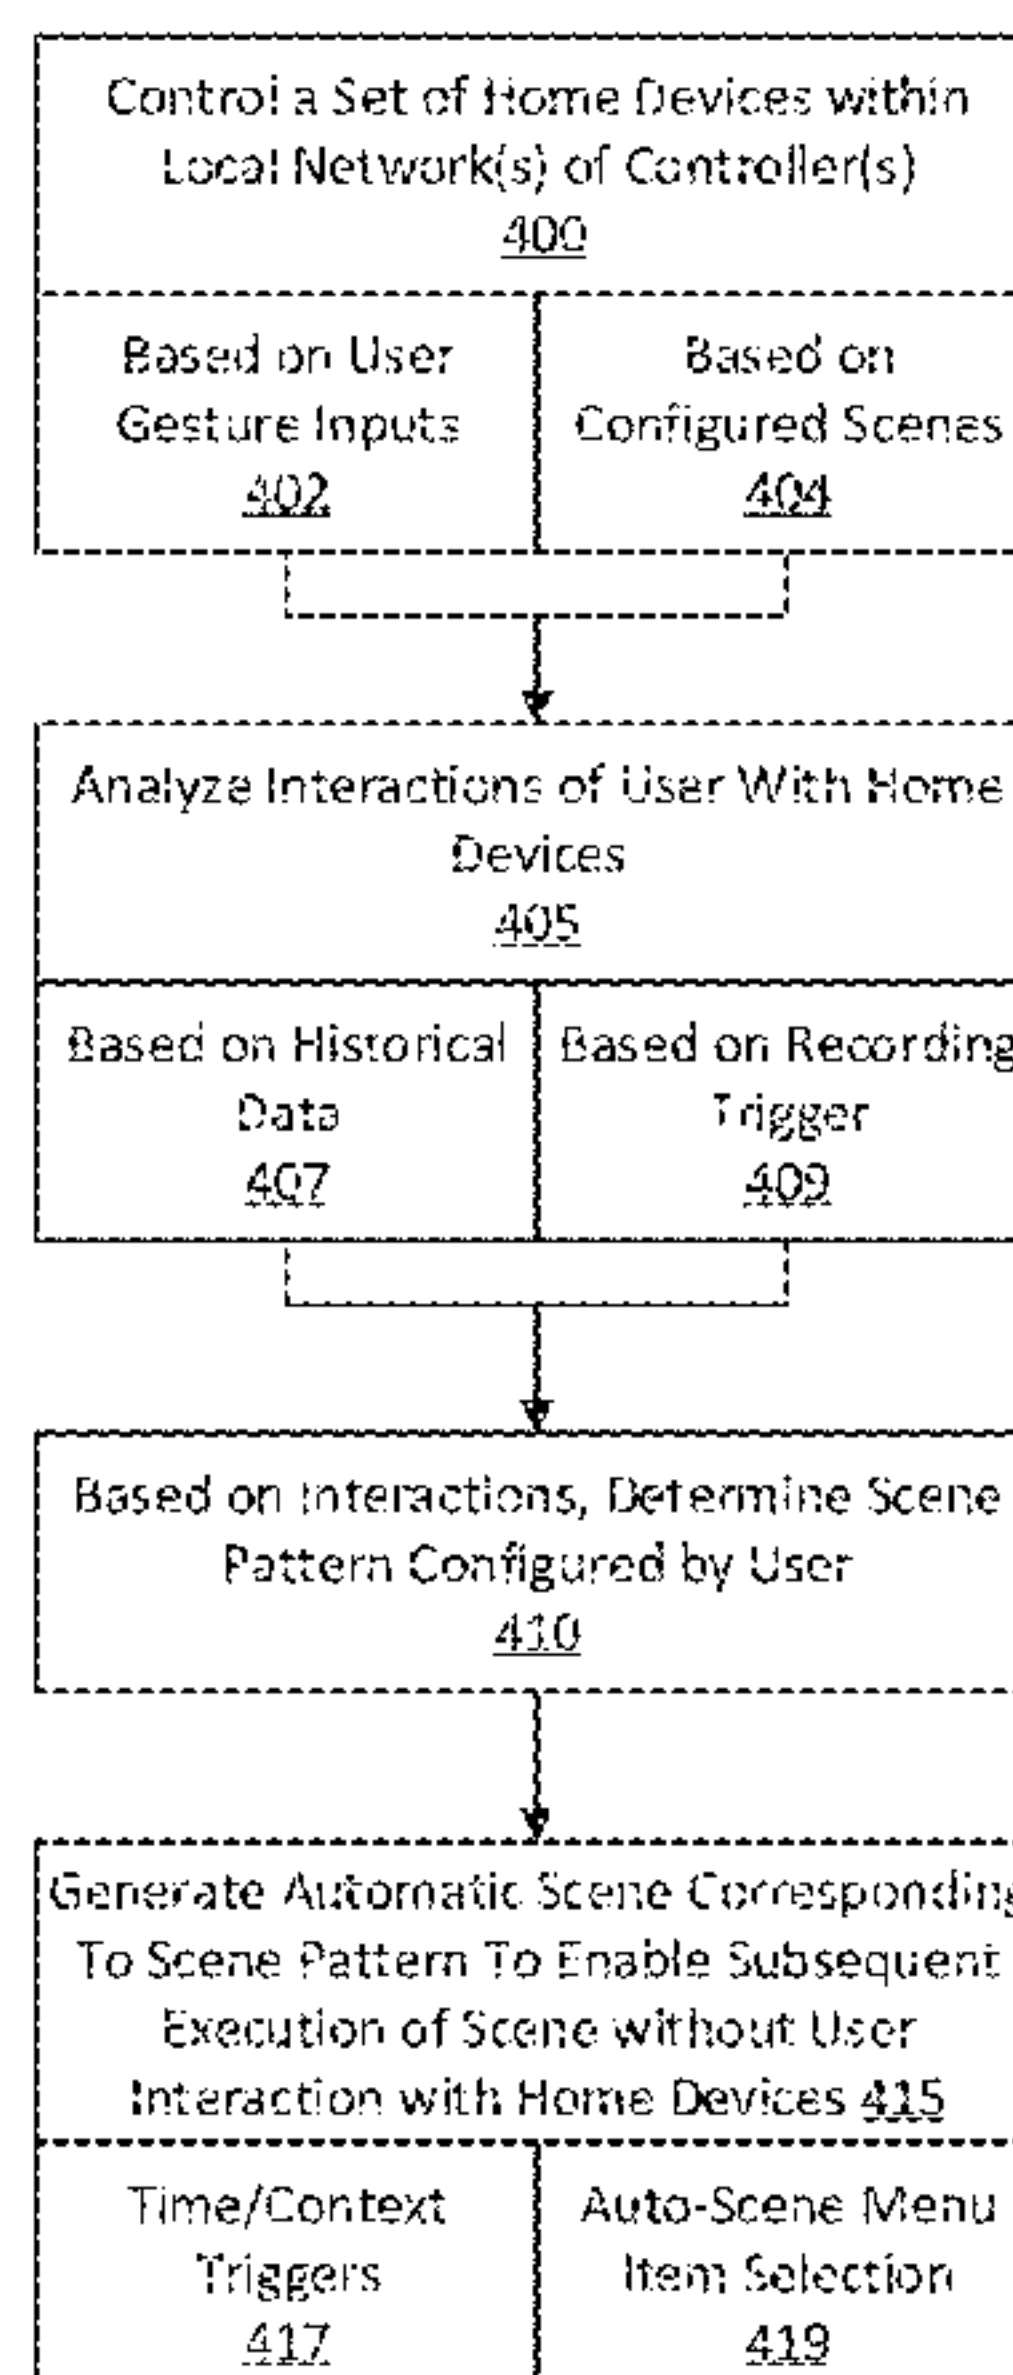 Control a Set of Home Devices within
Local Network(s) of Controller(s)
400
Based on User
Gesture Inputs
402
Based on
Configured Scenes
404
Analyze Interactions of User With Home
Devices
405
Based on Historical
Data
407
Based on Recording
Trigger
409
Based on Interactions, Determine Scene
Pattern Configured by User
410
Generate Automatic Scene Corresponding
To Scene Pattern To Enable Subsequent
Execution of Scene without User
Interaction with Home Devices 415
Time/Context
Triggers
417
Auto-Scene Menu
Item Selection
419